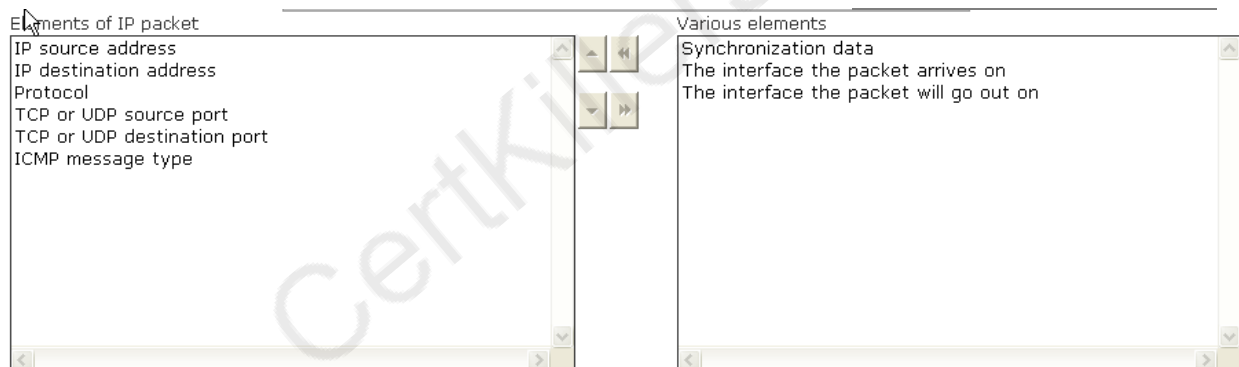 Elements of IP packet
IP source address
IP destination address
Protocol
TCP or UDP source port
TCP or UDP destination port
ICMP message type
Various elements
Synchronization data
The interface the packet arrives on
The interface the packet will go out on
CertKillers